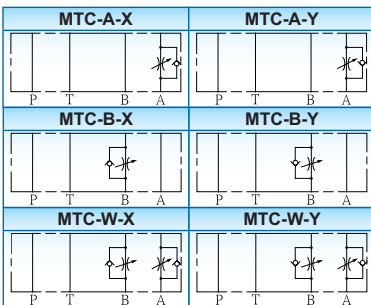 MTC-A-X MTC-A-Y
P T B A P T B A
MTC-B-X MTC-B-Y
P T B A P T B A
MTC-W-X MTC-W-Y
P T B A P T B A